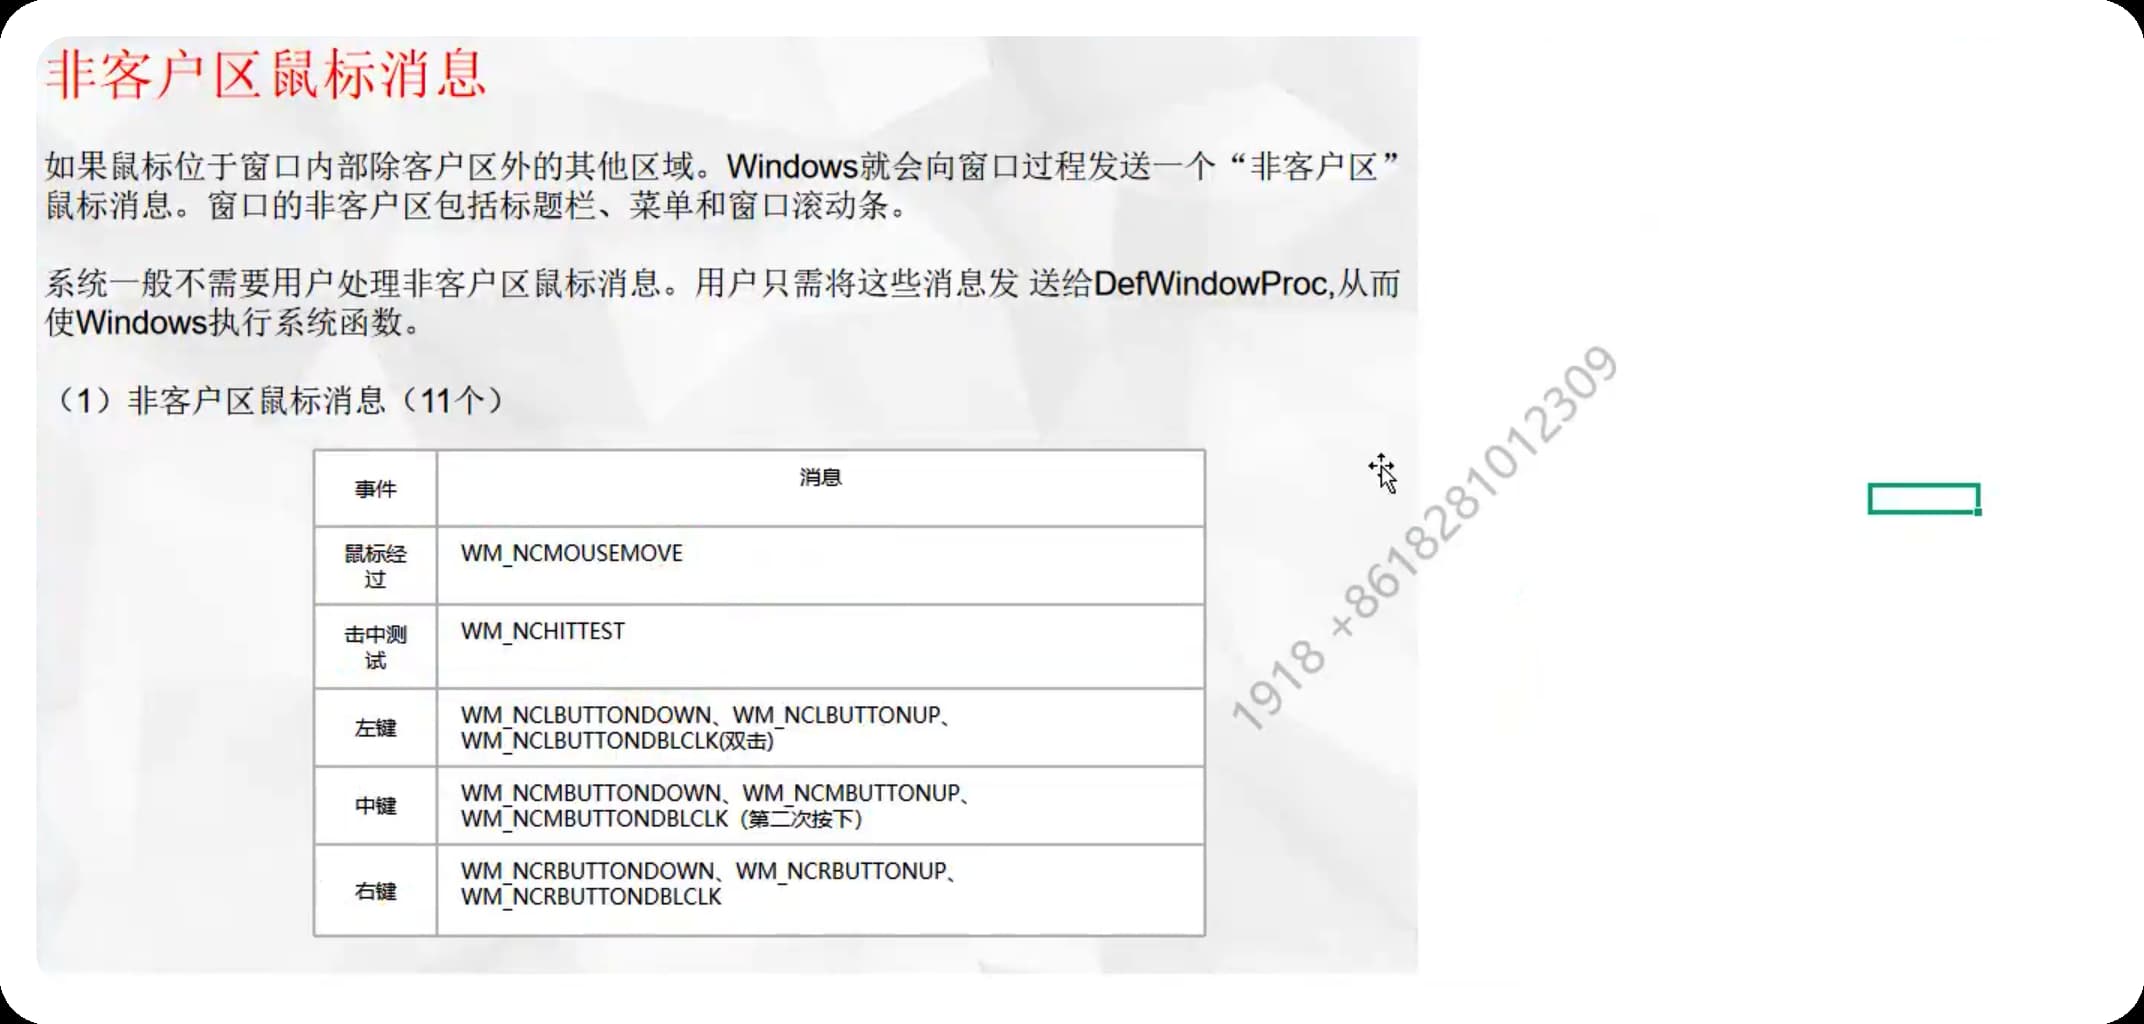 非客户区鼠标消息
如果鼠标位于窗口内部除客户区外的其他区域。Windows就会向窗口过程发送一个“非客户区”
鼠标消息。窗口的非客户区包括标题栏、菜单和窗口滚动条。
系统一般不需要用户处理非客户区鼠标消息。用户只需将这些消息发 送给DefWindowProc,从而
使Windows执行系统函数。
（1）非客户区鼠标消息（11个）
事件
消息
鼠标经
过
WM_NCMOUSEMOVE
击中测
试
WM_NCHITTEST
左键
WM_NCLBUTTONDOWN、WM_NCLBUTTONUP、
WM_NCLBUTTONDBLCLK(双击)
中键
WM_NCMBUTTONDOWN、WM_NCMBUTTONUP、
WM_NCMBUTTONDBLCLK（第二次按下）
右键
WM_NCRBUTTONDOWN、WM_NCRBUTTONUP、
WM_NCRBUTTONDBLCLK
1918 +8618281012309